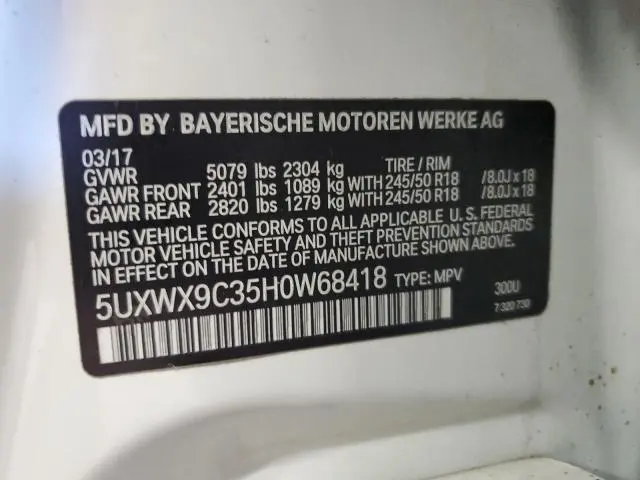 MFD BY BAYERISCHE MOTOREN WERKE AG
03/17
GVWR 5079 lbs 2304 kg TIRE / RIM
GAWR FRONT 2401 lbs 1089 kg WITH 245/50 R18 /8.0J x 18
GAWR REAR 2820 lbs 1279 kg WITH 245/50 R18 /8.0J x 18
THIS VEHICLE CONFORMS TO ALL APPLICABLE U.S. FEDERAL
MOTOR VEHICLE SAFETY AND THEFT PREVENTION STANDARDS
IN EFFECT ON THE DATE OF MANUFACTURE SHOWN ABOVE.
5UXWX9C35H0W68418 TYPE: MPV 300U
7 320 730